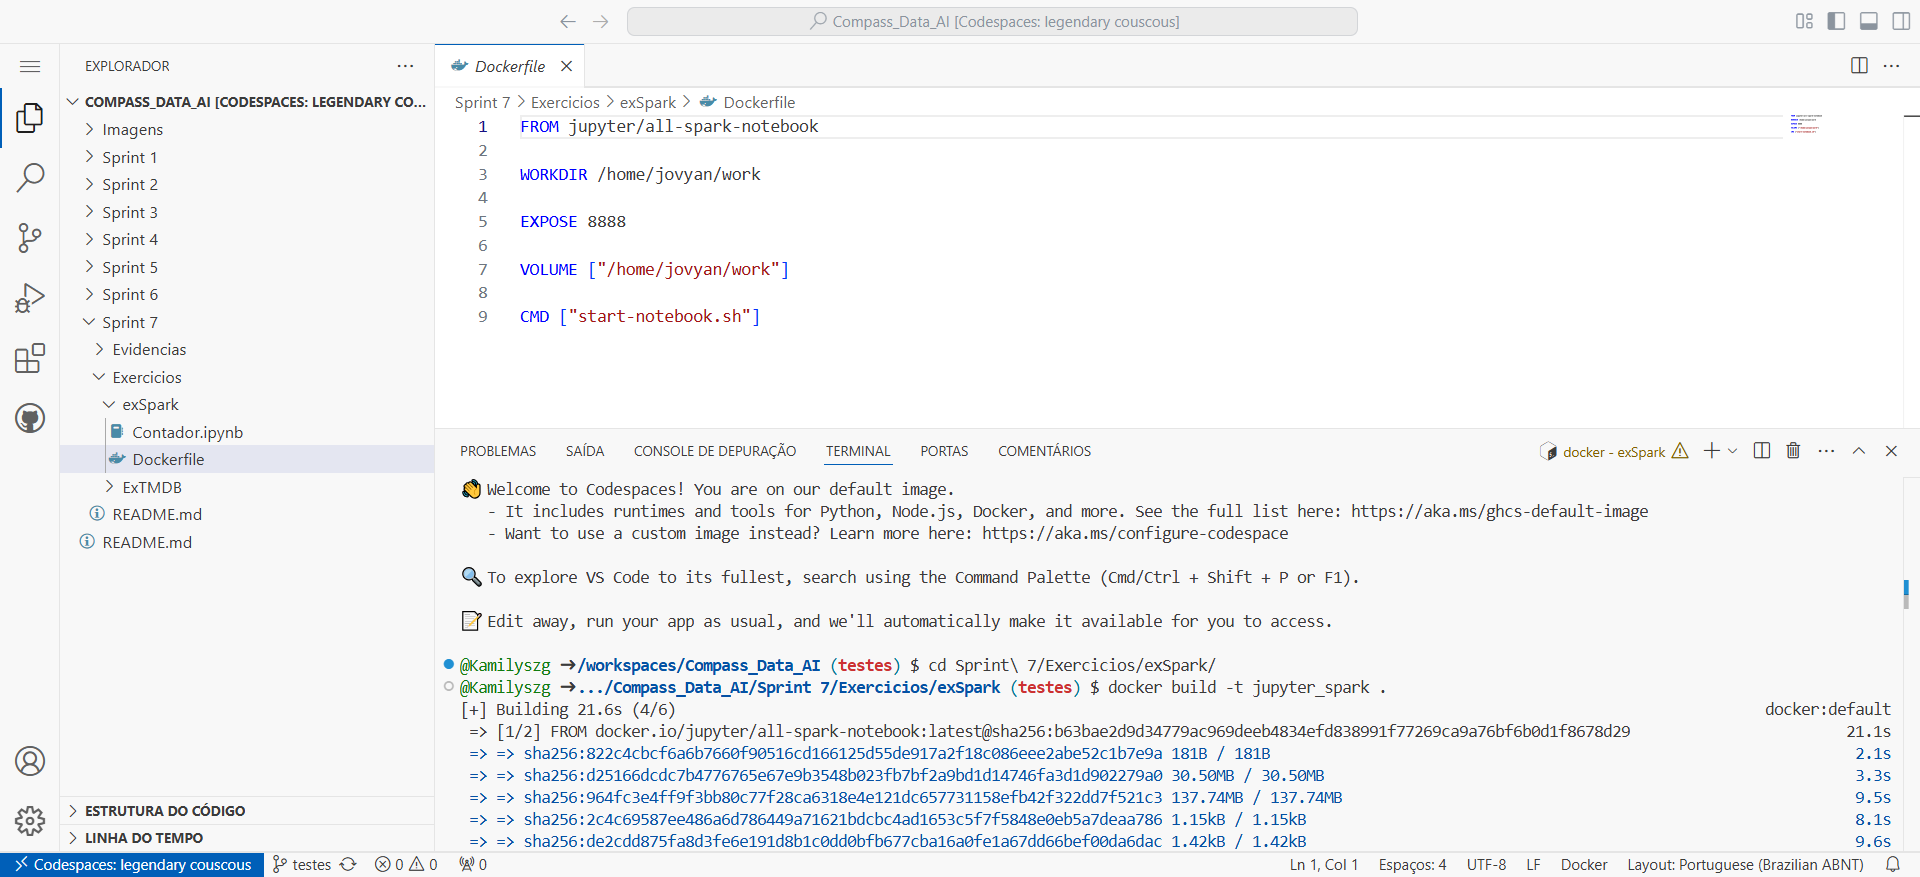 Compass_Data_AI [Codespaces: legendary couscous]
EXPLORADOR
COMPASS_DATA_AI [CODESPACES: LEGENDARY CO...
Imagens
Sprint 1
Sprint 2
Sprint 3
Sprint 4
Sprint 5
Sprint 6
Sprint 7
Evidencias
Exercicios
exSpark
Contador.ipynb
Dockerfile
ExTMDB
README.md
README.md
ESTRUTURA DO CÓDIGO
LINHA DO TEMPO
Dockerfile
Sprint 7 > Exercicios > exSpark > Dockerfile
1 FROM jupyter/all-spark-notebook
2
3 WORKDIR /home/jovyan/work
4
5 EXPOSE 8888
6
7 VOLUME ["/home/jovyan/work"]
8
9 CMD ["start-notebook.sh"]
PROBLEMAS SAÍDA CONSOLE DE DEPURAÇÃO TERMINAL PORTAS COMENTÁRIOS docker - exSpark
👋 Welcome to Codespaces! You are on our default image.
- It includes runtimes and tools for Python, Node.js, Docker, and more. See the full list here: https://aka.ms/ghcs-default-image
- Want to use a custom image instead? Learn more here: https://aka.ms/configure-codespace
🔍 To explore VS Code to its fullest, search using the Command Palette (Cmd/Ctrl + Shift + P or F1).
📝 Edit away, run your app as usual, and we'll automatically make it available for you to access.
@Kamilyszg ➜/workspaces/Compass_Data_AI (testes) $ cd Sprint\ 7/Exercicios/exSpark/
@Kamilyszg ➜.../Compass_Data_AI/Sprint 7/Exercicios/exSpark (testes) $ docker build -t jupyter_spark .
[+] Building 21.6s (4/6) docker:default
=> [1/2] FROM docker.io/jupyter/all-spark-notebook:latest@sha256:b63bae2d9d34779ac969deeb4834efd838991f77269ca9a76bf6b0d1f8678d29 21.1s
=> => sha256:822c4cbcf6a6b7660f90516cd166125d55de917a2f18c086eee2abe52c1b7e9a 181B / 181B 2.1s
=> => sha256:d25166dcdc7b4776765e67e9b3548b023fb7bf2a9bd1d14746fa3d1d902279a0 30.50MB / 30.50MB 3.3s
=> => sha256:964fc3e4ff9f3bb80c77f28ca6318e4e121dc657731158efb42f322dd7f521c3 137.74MB / 137.74MB 9.5s
=> => sha256:2c4c69587ee486a6d786449a71621bdcbc4ad1653c5f7f5848e0eb5a7deaa786 1.15kB / 1.15kB 8.1s
=> => sha256:de2cdd875fa8d3fe6e191d8b1c0dd0bfb677cba16a0fe1a67dd66bef00da6dac 1.42kB / 1.42kB 9.6s
Codespaces: legendary couscous testes 0 0 0 Ln 1, Col 1 Espaços: 4 UTF-8 LF Docker Layout: Portuguese (Brazilian ABNT)